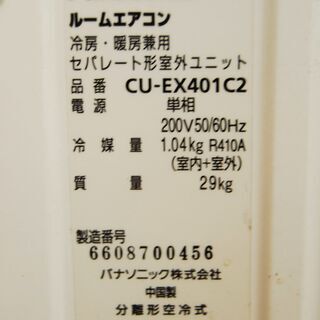 ルームエアコン
冷房・暖房兼用
セパレート形室外ユニット
品番 CU-EX401C2
電源 単相
200V50/60Hz
冷媒量 1.04kg R410A
(室内+室外)
質量 29kg
製造番号
6608700456
パナソニック株式会社
中国製
分離形空冷式